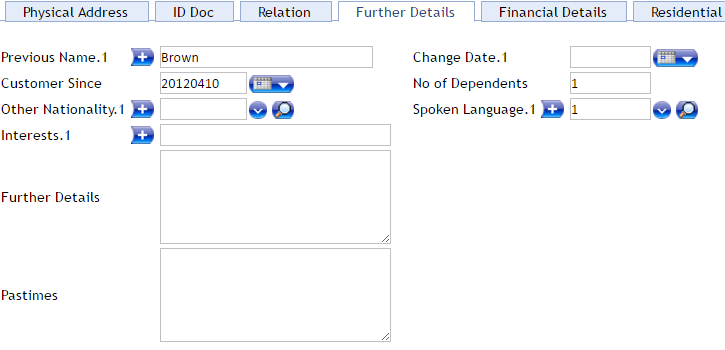 Physical Address ID Doc Relation Further Details Financial Details Residential
Previous Name.1 Brown Change Date.1
Customer Since 20120410 No of Dependents 1
Other Nationality.1 Spoken Language.1 1
Interests.1
Further Details
Pastimes